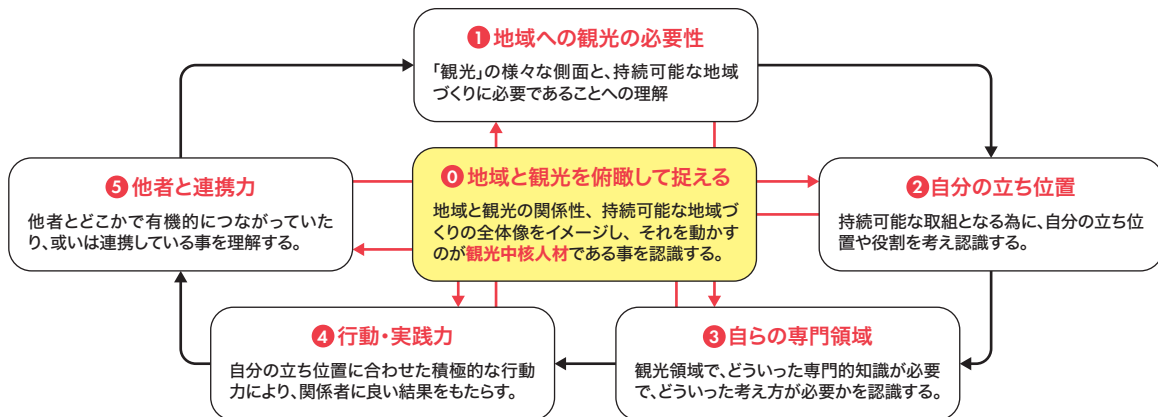 ❶地域への観光の必要性
「観光」の様々な側面と、持続可能な地域
づくりに必要であることへの理解
❺他者と連携力
他者とどこかで有機的につながっていた
り、或いは連携している事を理解する。
⓿地域と観光を俯瞰して捉える
地域と観光の関係性、持続可能な地域づ
くりの全体像をイメージし、それを動かす
のが観光中核人材である事を認識する。
❷自分の立ち位置
持続可能な取組となる為に、自分の立ち位
置や役割を考え認識する。
❹行動・実践力
自分の立ち位置に合わせた積極的な行動
力により、関係者に良い結果をもたらす。
❸自らの専門領域
観光領域で、どういった専門的知識が必要
で、どういった考え方が必要かを認識する。